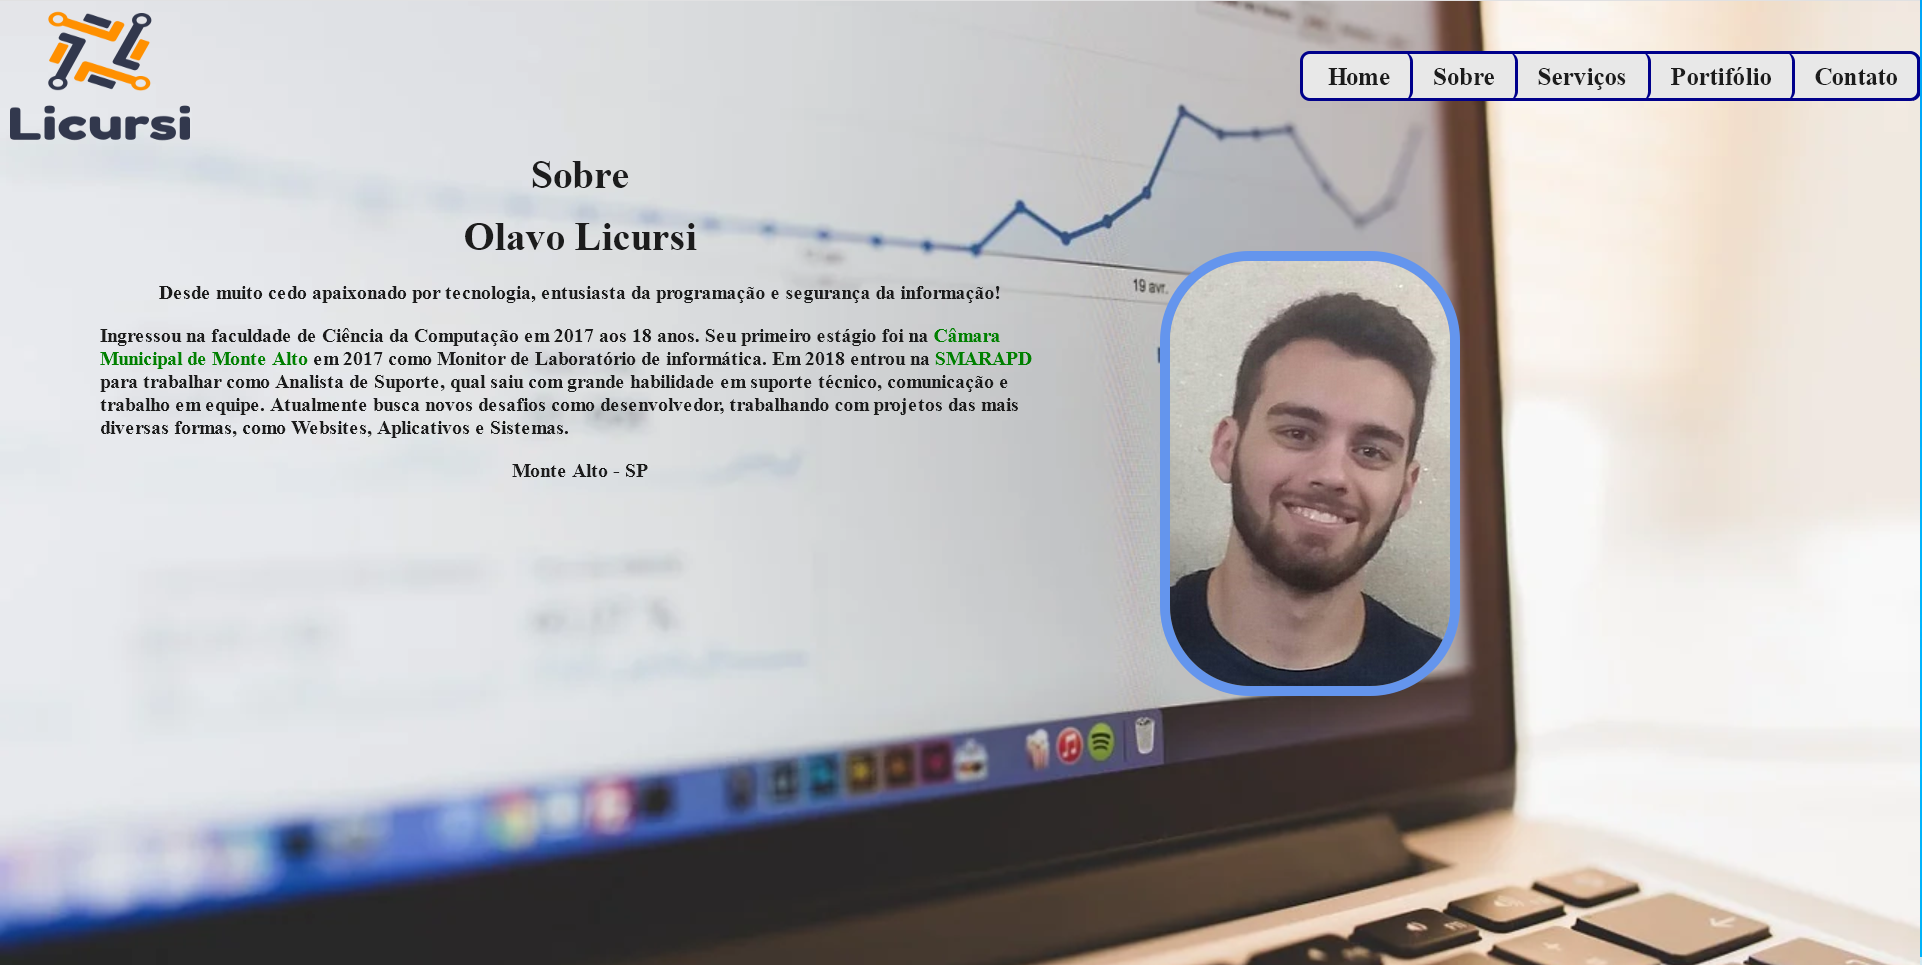 Licursi
Home Sobre Serviços Portifólio Contato
Sobre
Olavo Licursi
19 avr.
Desde muito cedo apaixonado por tecnologia, entusiasta da programação e segurança da informação!
Ingressou na faculdade de Ciência da Computação em 2017 aos 18 anos. Seu primeiro estágio foi na Câmara
Municipal de Monte Alto em 2017 como Monitor de Laboratório de informática. Em 2018 entrou na SMARAPD
para trabalhar como Analista de Suporte, qual saiu com grande habilidade em suporte técnico, comunicação e
trabalho em equipe. Atualmente busca novos desafios como desenvolvedor, trabalhando com projetos das mais
diversas formas, como Websites, Aplicativos e Sistemas.
Monte Alto - SP